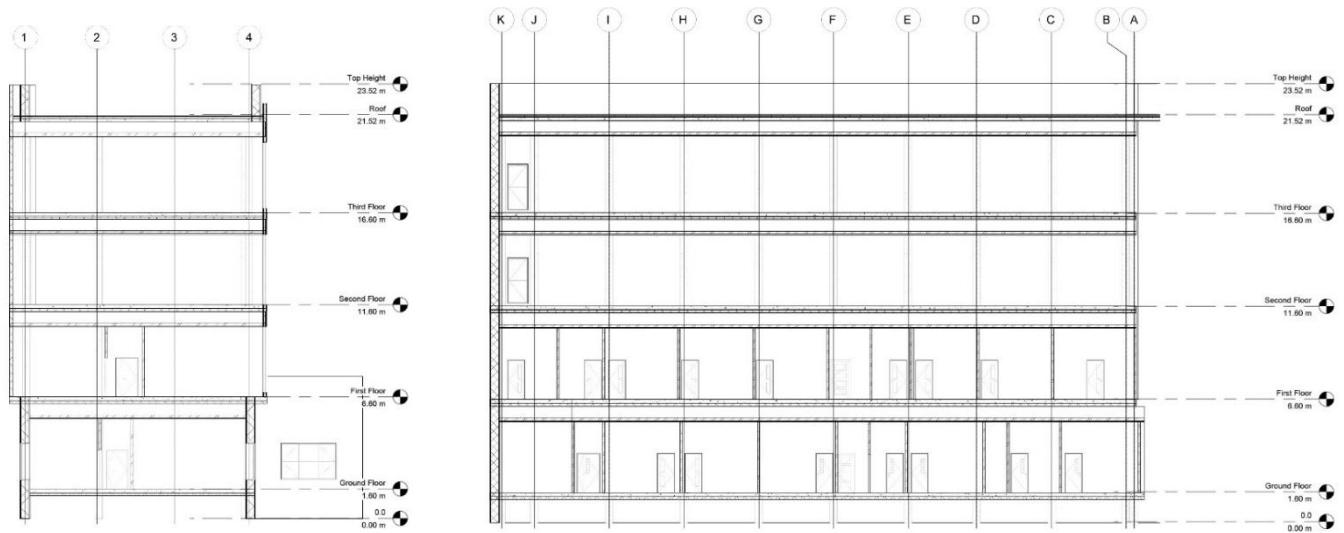 1 2 3 4
Top Height
23.52 m
Roof
21.52 m
Third Floor
16.60 m
Second Floor
11.60 m
First Floor
6.60 m
Ground Floor
1.60 m
0.0
0.00 m
K J I H G F E D C B A
Top Height
23.52 m
Roof
21.52 m
Third Floor
16.60 m
Second Floor
11.60 m
First Floor
6.60 m
Ground Floor
1.60 m
0.0
0.00 m